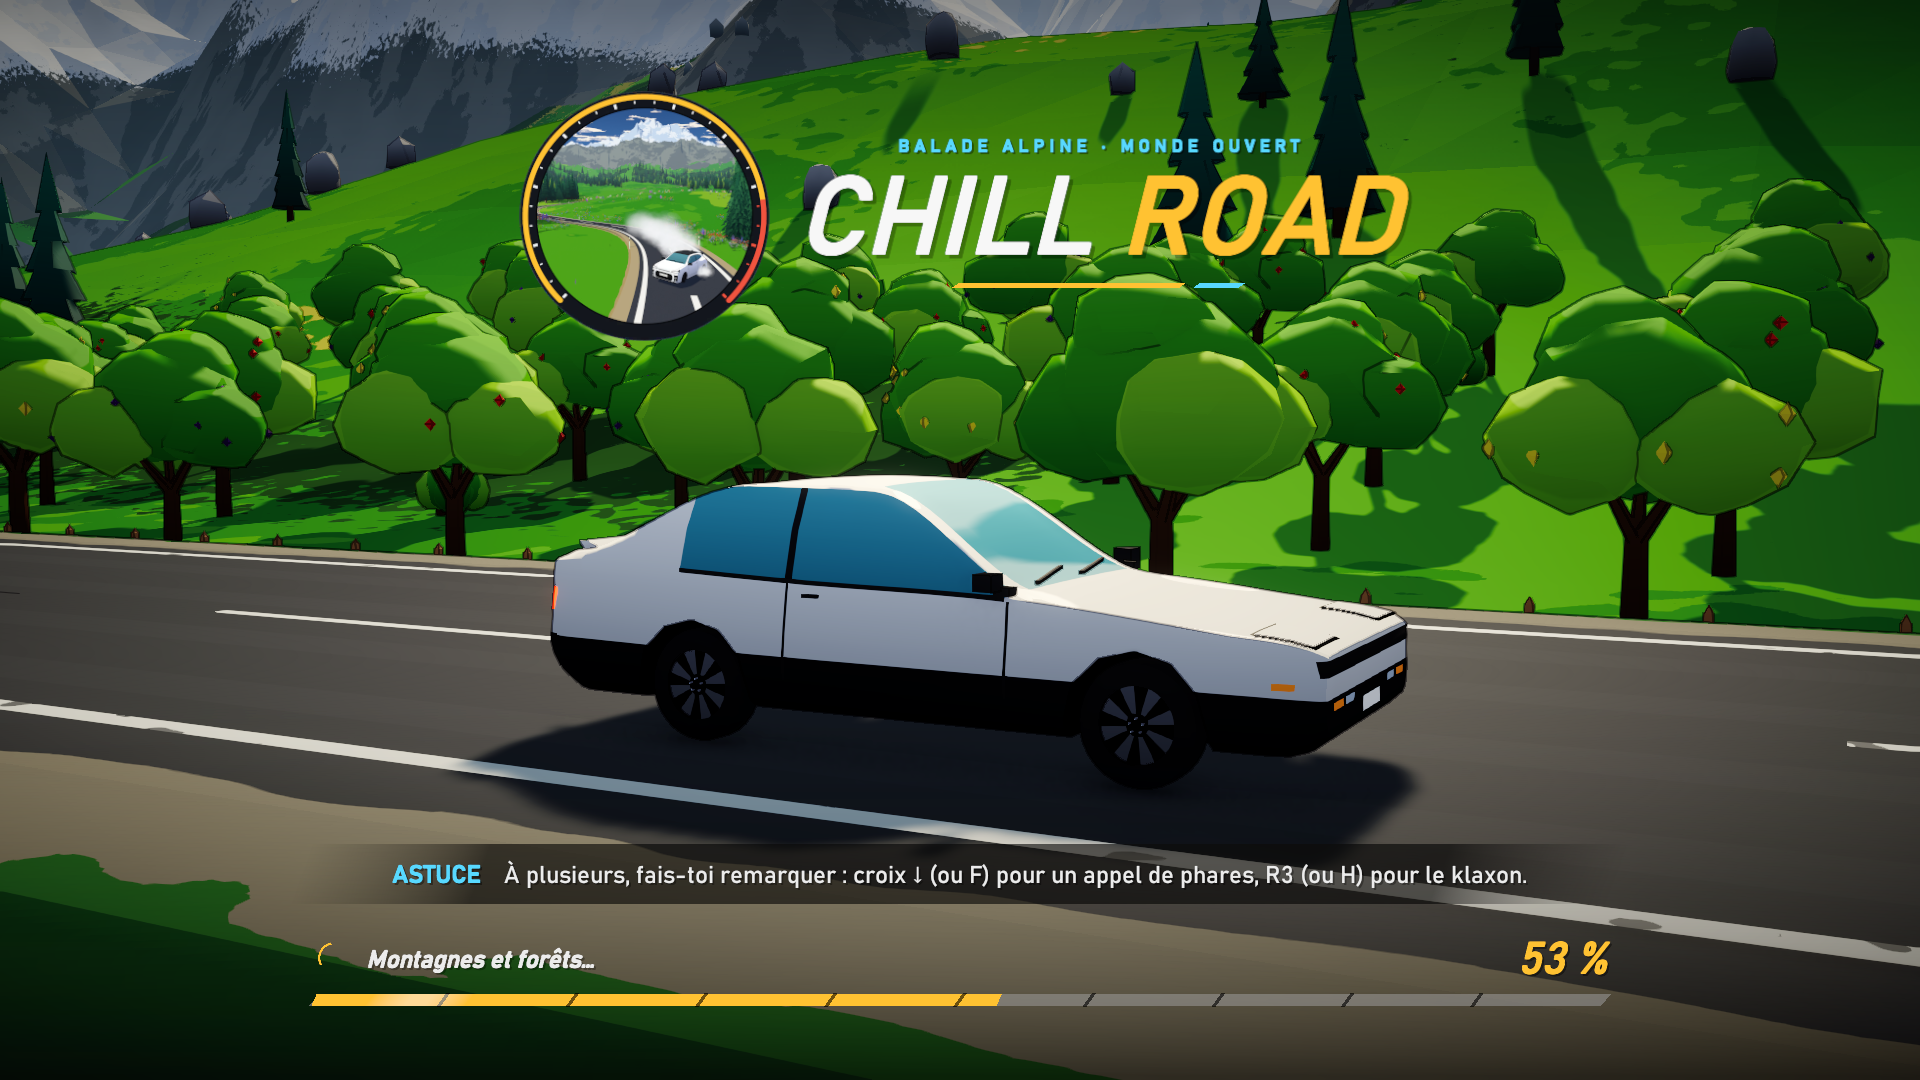 BALADE ALPINE · MONDE OUVERT
CHILL ROAD
ASTUCE À plusieurs, fais-toi remarquer : croix ↓ (ou F) pour un appel de phares, R3 (ou H) pour le klaxon.
Montagnes et forêts...
53 %